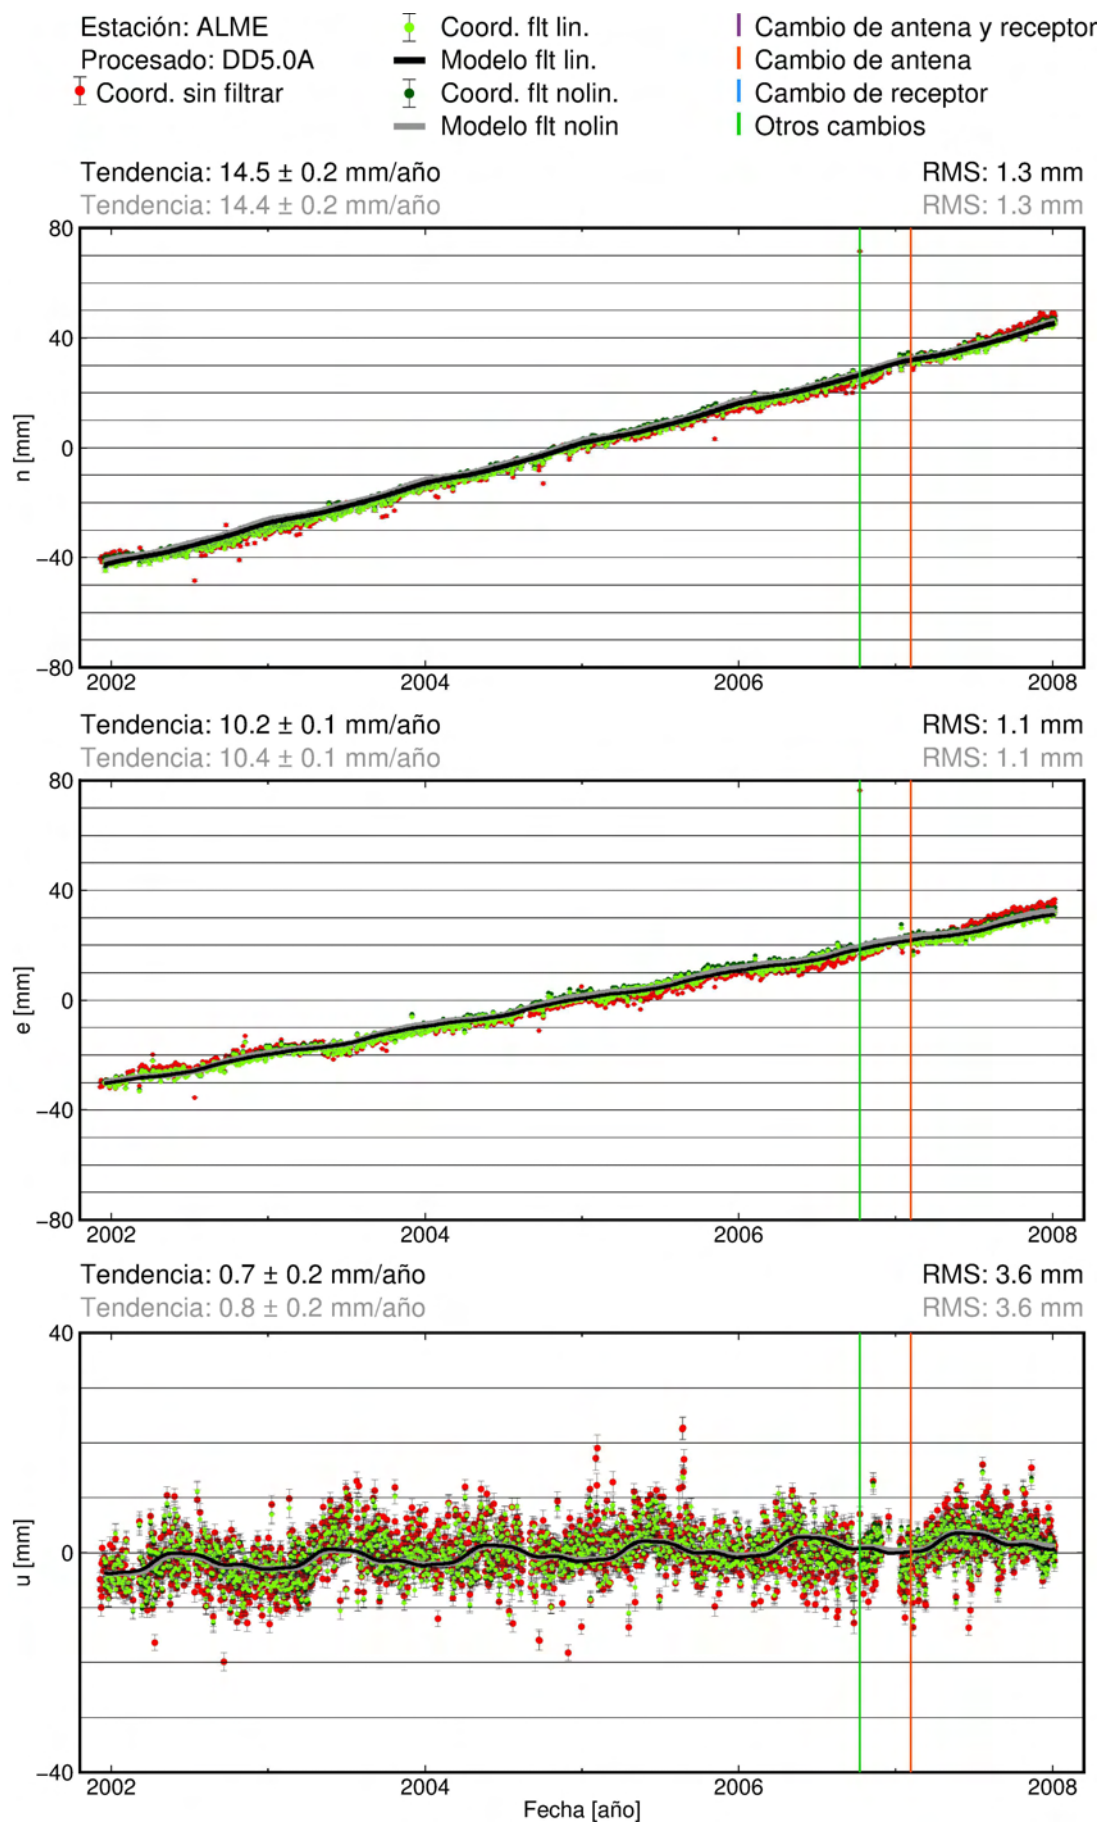 Estación: ALME
Procesado: DD5.0A
Coord. sin filtrar
Coord. flt lin.
Modelo flt lin.
Coord. flt nolin.
Modelo flt nolin
Cambio de antena y receptor
Cambio de antena
Cambio de receptor
Otros cambios
Tendencia: 14.5 ± 0.2 mm/año RMS: 1.3 mm
Tendencia: 14.4 ± 0.2 mm/año RMS: 1.3 mm
80
40
0
−40
−80
n [mm]
2002 2004 2006 2008
Tendencia: 10.2 ± 0.1 mm/año RMS: 1.1 mm
Tendencia: 10.4 ± 0.1 mm/año RMS: 1.1 mm
80
40
0
−40
−80
e [mm]
2002 2004 2006 2008
Tendencia: 0.7 ± 0.2 mm/año RMS: 3.6 mm
Tendencia: 0.8 ± 0.2 mm/año RMS: 3.6 mm
40
20
0
−20
−40
u [mm]
2002 2004 2006 2008
Fecha [año]